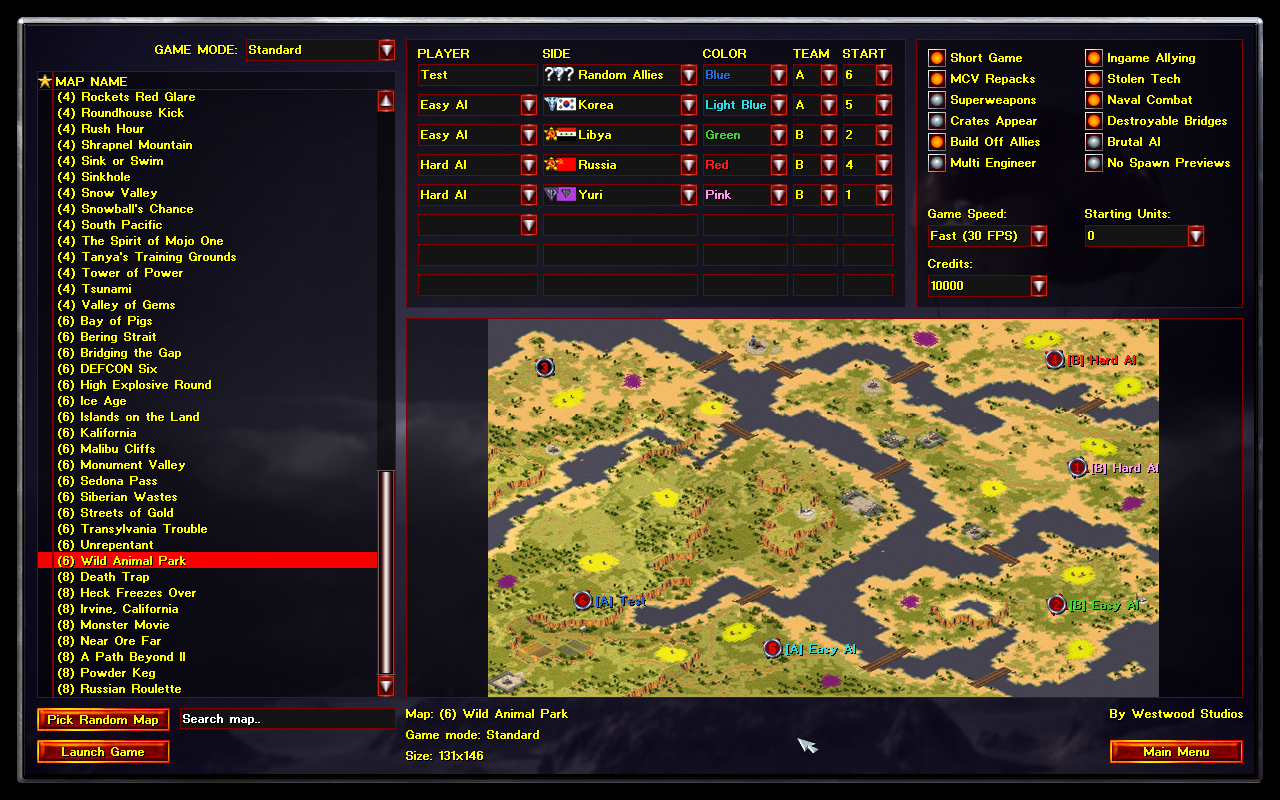 GAME MODE: Standard
MAP NAME
(4) Rockets Red Glare
(4) Roundhouse Kick
(4) Rush Hour
(4) Shrapnel Mountain
(4) Sink or Swim
(4) Sinkhole
(4) Snow Valley
(4) Snowball's Chance
(4) South Pacific
(4) The Spirit of Mojo One
(4) Tanya's Training Grounds
(4) Tower of Power
(4) Tsunami
(4) Valley of Gems
(6) Bay of Pigs
(6) Bering Strait
(6) Bridging the Gap
(6) DEFCON Six
(6) High Explosive Round
(6) Ice Age
(6) Islands on the Land
(6) Kalifornia
(6) Malibu Cliffs
(6) Monument Valley
(6) Sedona Pass
(6) Siberian Wastes
(6) Streets of Gold
(6) Transylvania Trouble
(6) Unrepentant
(6) Wild Animal Park
(8) Death Trap
(8) Heck Freezes Over
(8) Irvine, California
(8) Monster Movie
(8) Near Ore Far
(8) A Path Beyond II
(8) Powder Keg
(8) Russian Roulette
Pick Random Map
Search map..
Launch Game
PLAYER SIDE COLOR TEAM START
Test ??? Random Allies Blue A 6
Easy AI Korea Light Blue A 5
Easy AI Libya Green B 2
Hard AI Russia Red B 4
Hard AI Yuri Pink B 1
Short Game
MCV Repacks
Superweapons
Crates Appear
Build Off Allies
Multi Engineer
Ingame Allying
Stolen Tech
Naval Combat
Destroyable Bridges
Brutal AI
No Spawn Previews
Game Speed:
Fast (30 FPS)
Starting Units:
0
Credits:
10000
3
4 [B] Hard AI
1 [B] Hard AI
6 [A] Test
2 [B] Easy AI
5 [A] Easy AI
Map: (6) Wild Animal Park
Game mode: Standard
Size: 131x146
By Westwood Studios
Main Menu